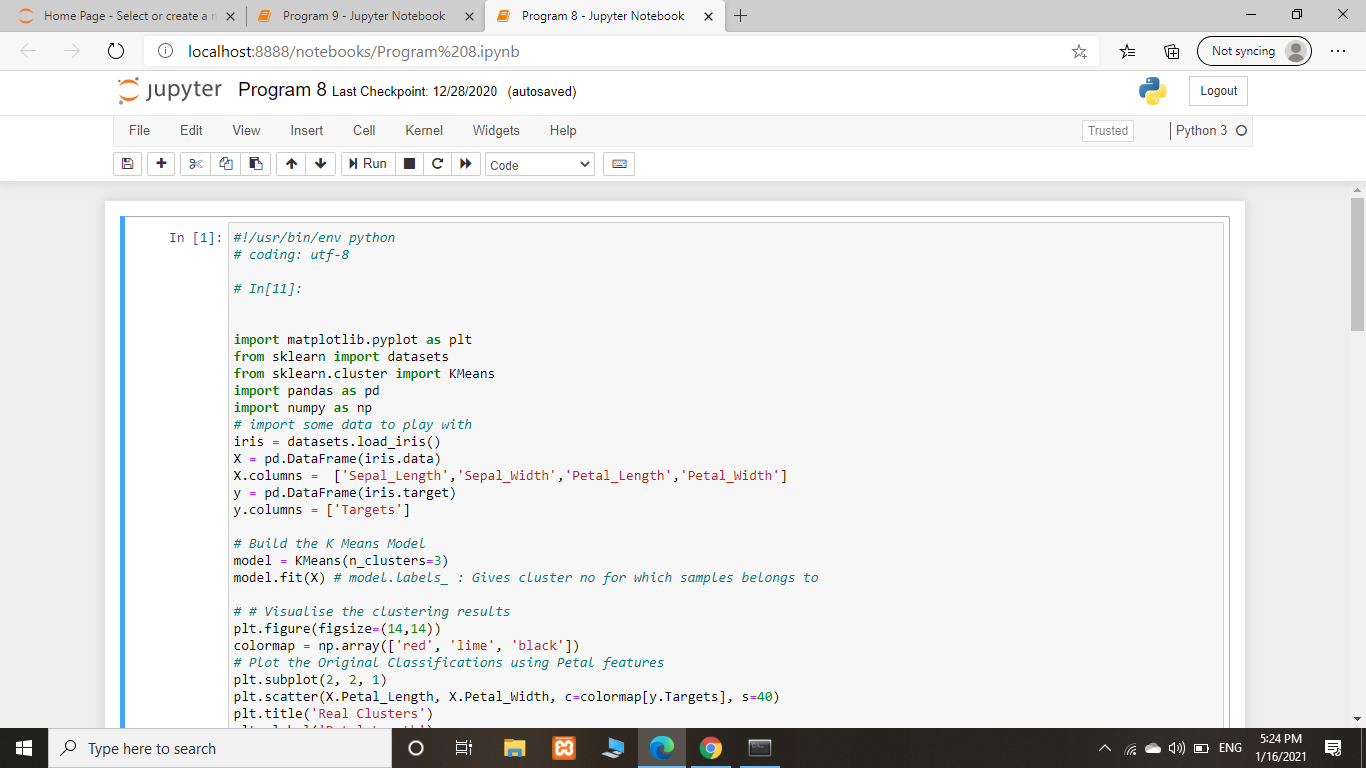 Home Page - Select or create a n
Program 9 - Jupyter Notebook
Program 8 - Jupyter Notebook
localhost:8888/notebooks/Program%208.ipynb
Not syncing
jupyter Program 8 Last Checkpoint: 12/28/2020 (autosaved)
Logout
File Edit View Insert Cell Kernel Widgets Help
Trusted
Python 3
Run
Code
In [1]: #!/usr/bin/env python
# coding: utf-8
# In[11]:
import matplotlib.pyplot as plt
from sklearn import datasets
from sklearn.cluster import KMeans
import pandas as pd
import numpy as np
# import some data to play with
iris = datasets.load_iris()
X = pd.DataFrame(iris.data)
X.columns =  ['Sepal_Length','Sepal_Width','Petal_Length','Petal_Width']
y = pd.DataFrame(iris.target)
y.columns = ['Targets']
# Build the K Means Model
model = KMeans(n_clusters=3)
model.fit(X) # model.labels_ : Gives cluster no for which samples belongs to
# # Visualise the clustering results
plt.figure(figsize=(14,14))
colormap = np.array(['red', 'lime', 'black'])
# Plot the Original Classifications using Petal features
plt.subplot(2, 2, 1)
plt.scatter(X.Petal_Length, X.Petal_Width, c=colormap[y.Targets], s=40)
plt.title('Real Clusters')
Type here to search
ENG
5:24 PM
1/16/2021